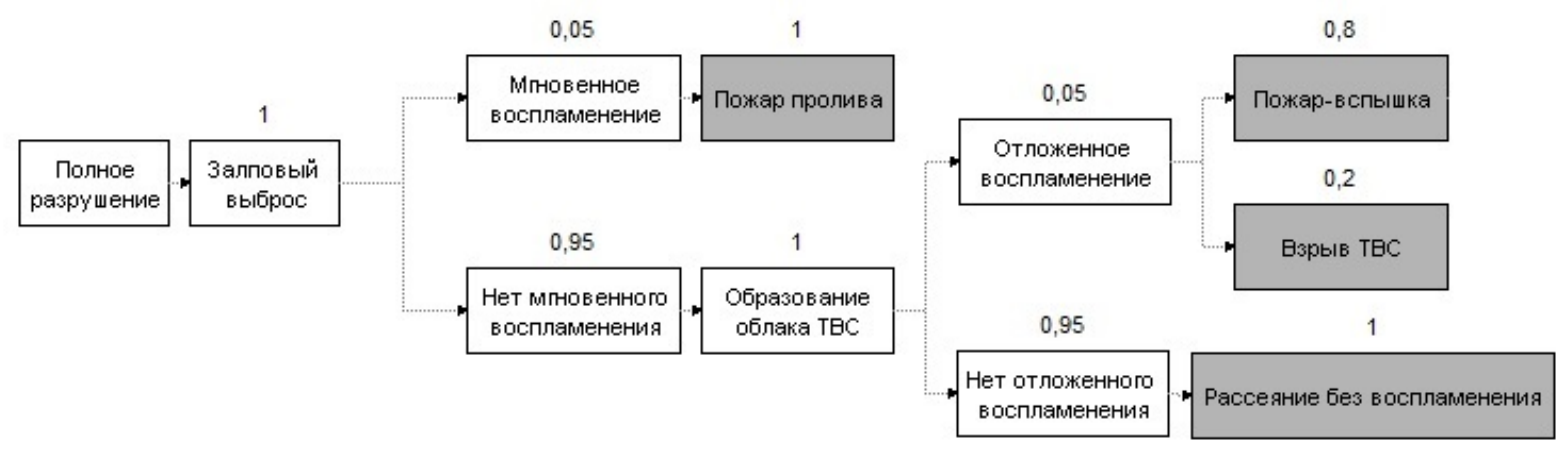 0,05
1
Мгновенное
воспламенение
Пожар пролива
0,8
Пожар-вспышка
0,05
Отложенное
воспламенение
1
Полное
разрушение
Залповый
выброс
0,2
Взрыв ТВС
0,95
1
Нет мгновенного
воспламенения
Образование
облака ТВС
0,95
1
Нет отложенного
воспламенения
Рассеяние без воспламенения